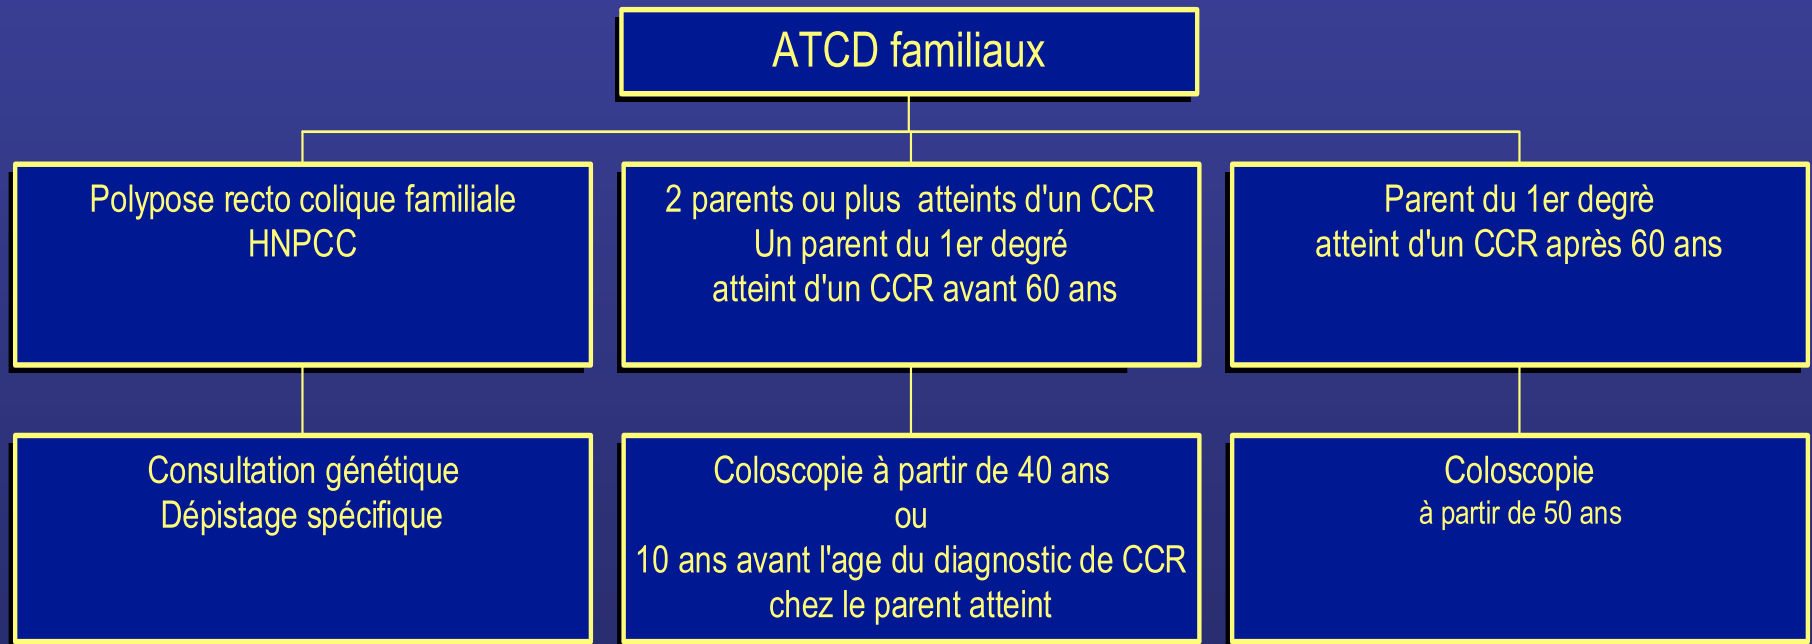 ATCD familiaux
Polypose recto colique familiale
HNPCC
2 parents ou plus  atteints d'un CCR
Un parent du 1er degré
atteint d'un CCR avant 60 ans
Parent du 1er degrè
atteint d'un CCR après 60 ans
Consultation génétique
Dépistage spécifique
Coloscopie à partir de 40 ans
ou
10 ans avant l'age du diagnostic de CCR
chez le parent atteint
Coloscopie
à partir de 50 ans